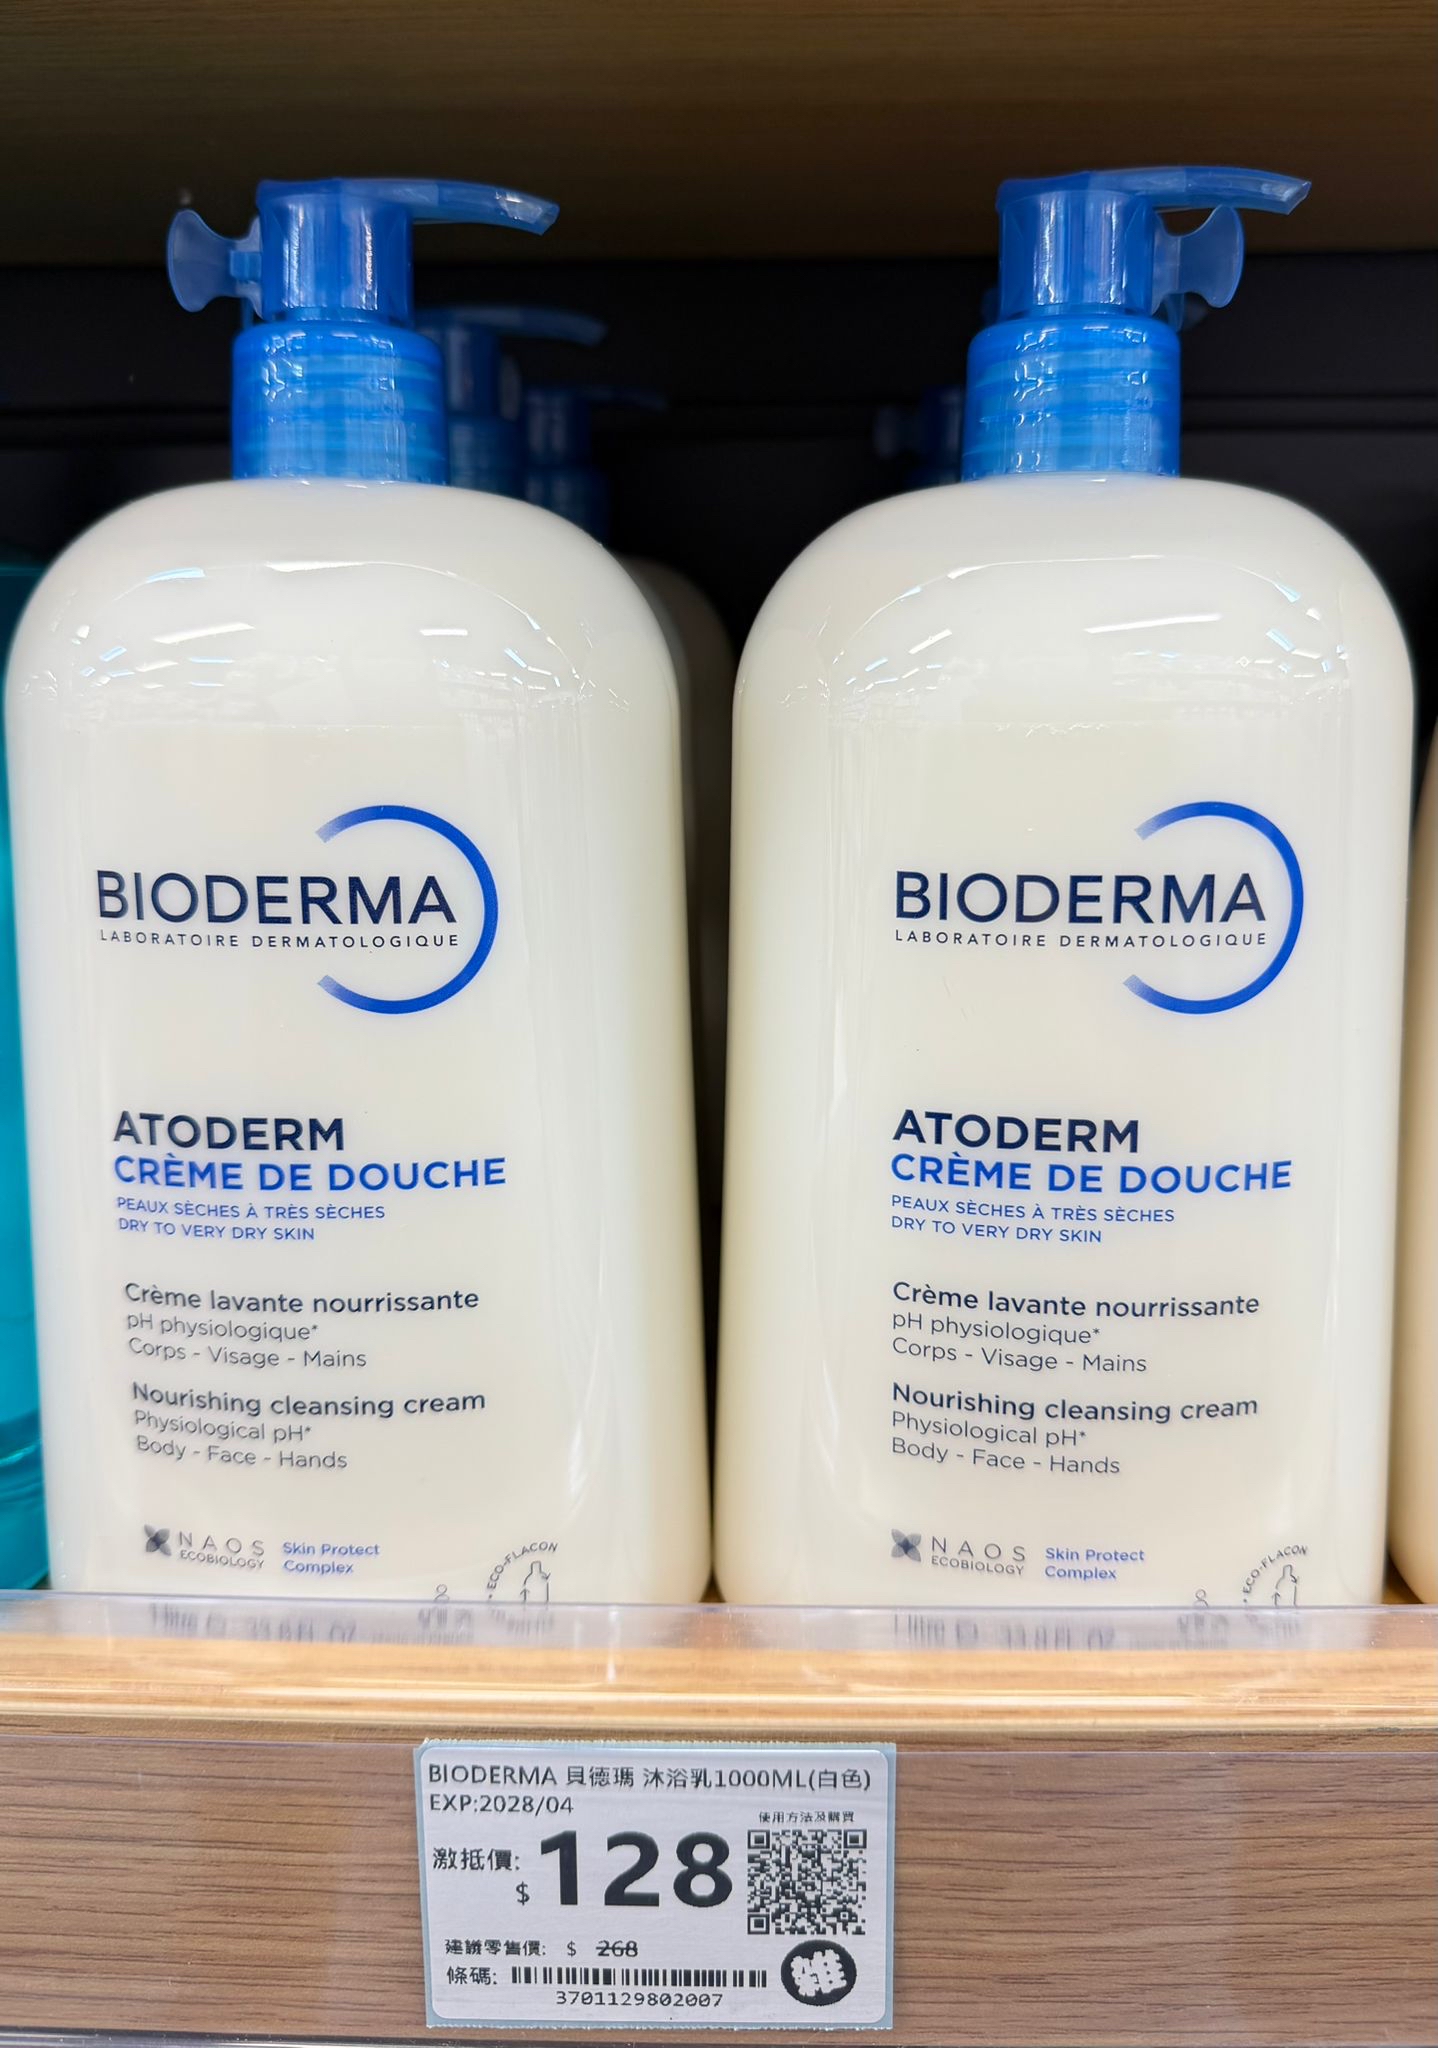 BIODERMA
LABORATOIRE DERMATOLOGIQUE
ATODERM
CRÈME DE DOUCHE
PEAUX SÈCHES À TRÈS SÈCHES
DRY TO VERY DRY SKIN
Crème lavante nourrissante
pH physiologique*
Corps - Visage - Mains
Nourishing cleansing cream
Physiological pH*
Body - Face - Hands
NAOS
ECOBIOLOGY
Skin Protect
Complex
ECO-FLACON
BIODERMA
LABORATOIRE DERMATOLOGIQUE
ATODERM
CRÈME DE DOUCHE
PEAUX SÈCHES À TRÈS SÈCHES
DRY TO VERY DRY SKIN
Crème lavante nourrissante
pH physiologique*
Corps - Visage - Mains
Nourishing cleansing cream
Physiological pH*
Body - Face - Hands
NAOS
ECOBIOLOGY
Skin Protect
Complex
ECO-FLACON
BIODERMA 貝德瑪 沐浴乳1000ML(白色)
EXP:2028/04
使用方法及購買
激抵價: $ 128
建議零售價: $ 268
條碼:
3701129802007